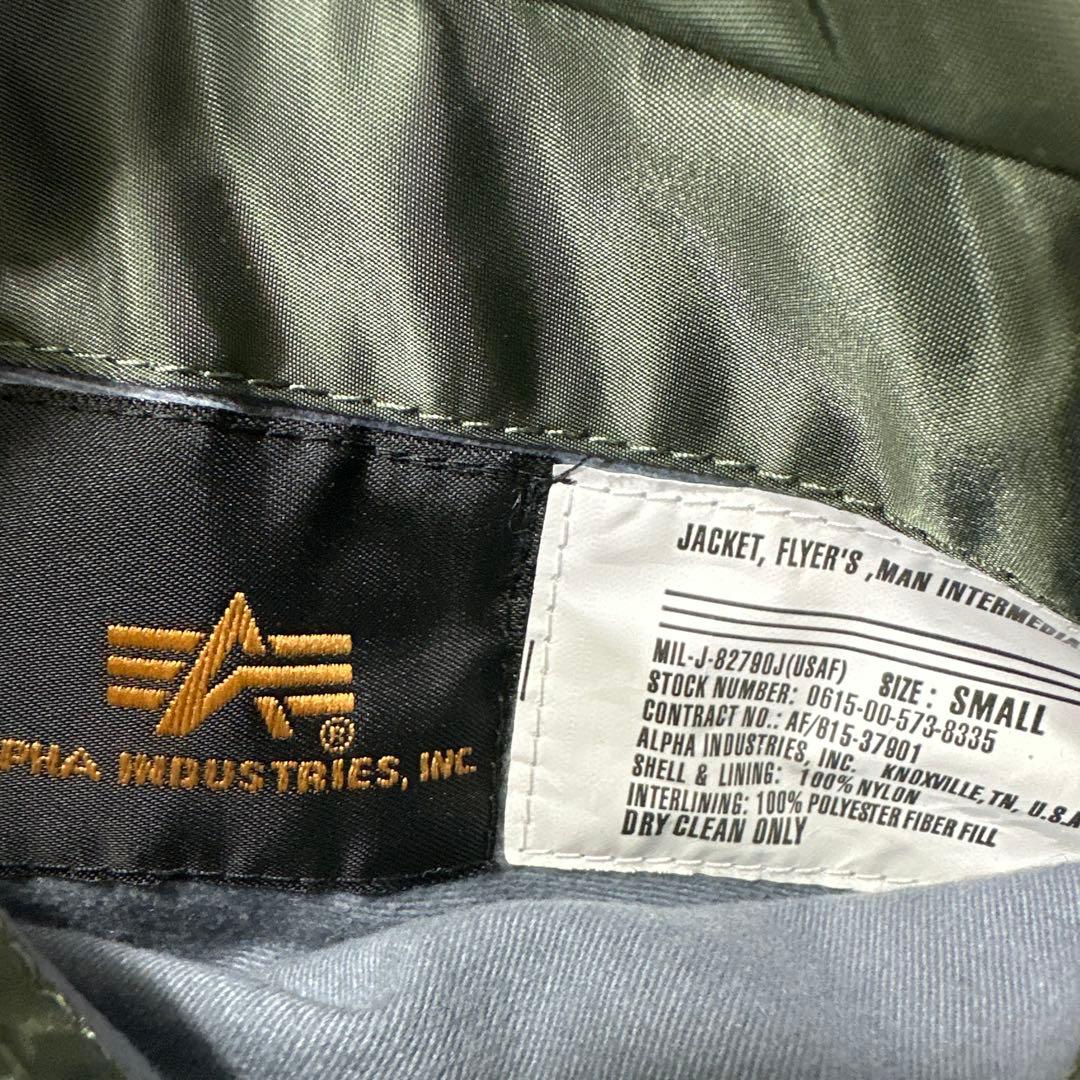 ®
PHA INDUSTRIES, INC.
JACKET, FLYER'S ,MAN INTERMEDIA
MIL-J-82790J(USAF) SIZE: SMALL
STOCK NUMBER: 0615-00-573-8335
CONTRACT NO.: AF/615-37901
ALPHA INDUSTRIES, INC. KNOXVILLE, TN, U.S.A
SHELL & LINING: 100% NYLON
INTERLINING: 100% POLYESTER FIBER FILL
DRY CLEAN ONLY